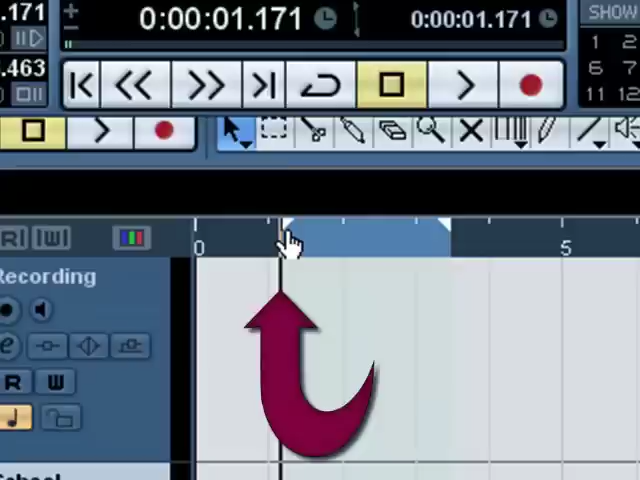 .171
0:00:01.171
0:00:01.171
SHOW
1 2
.463
6 7
11 12
R W
0 5
Recording
e
R W
School